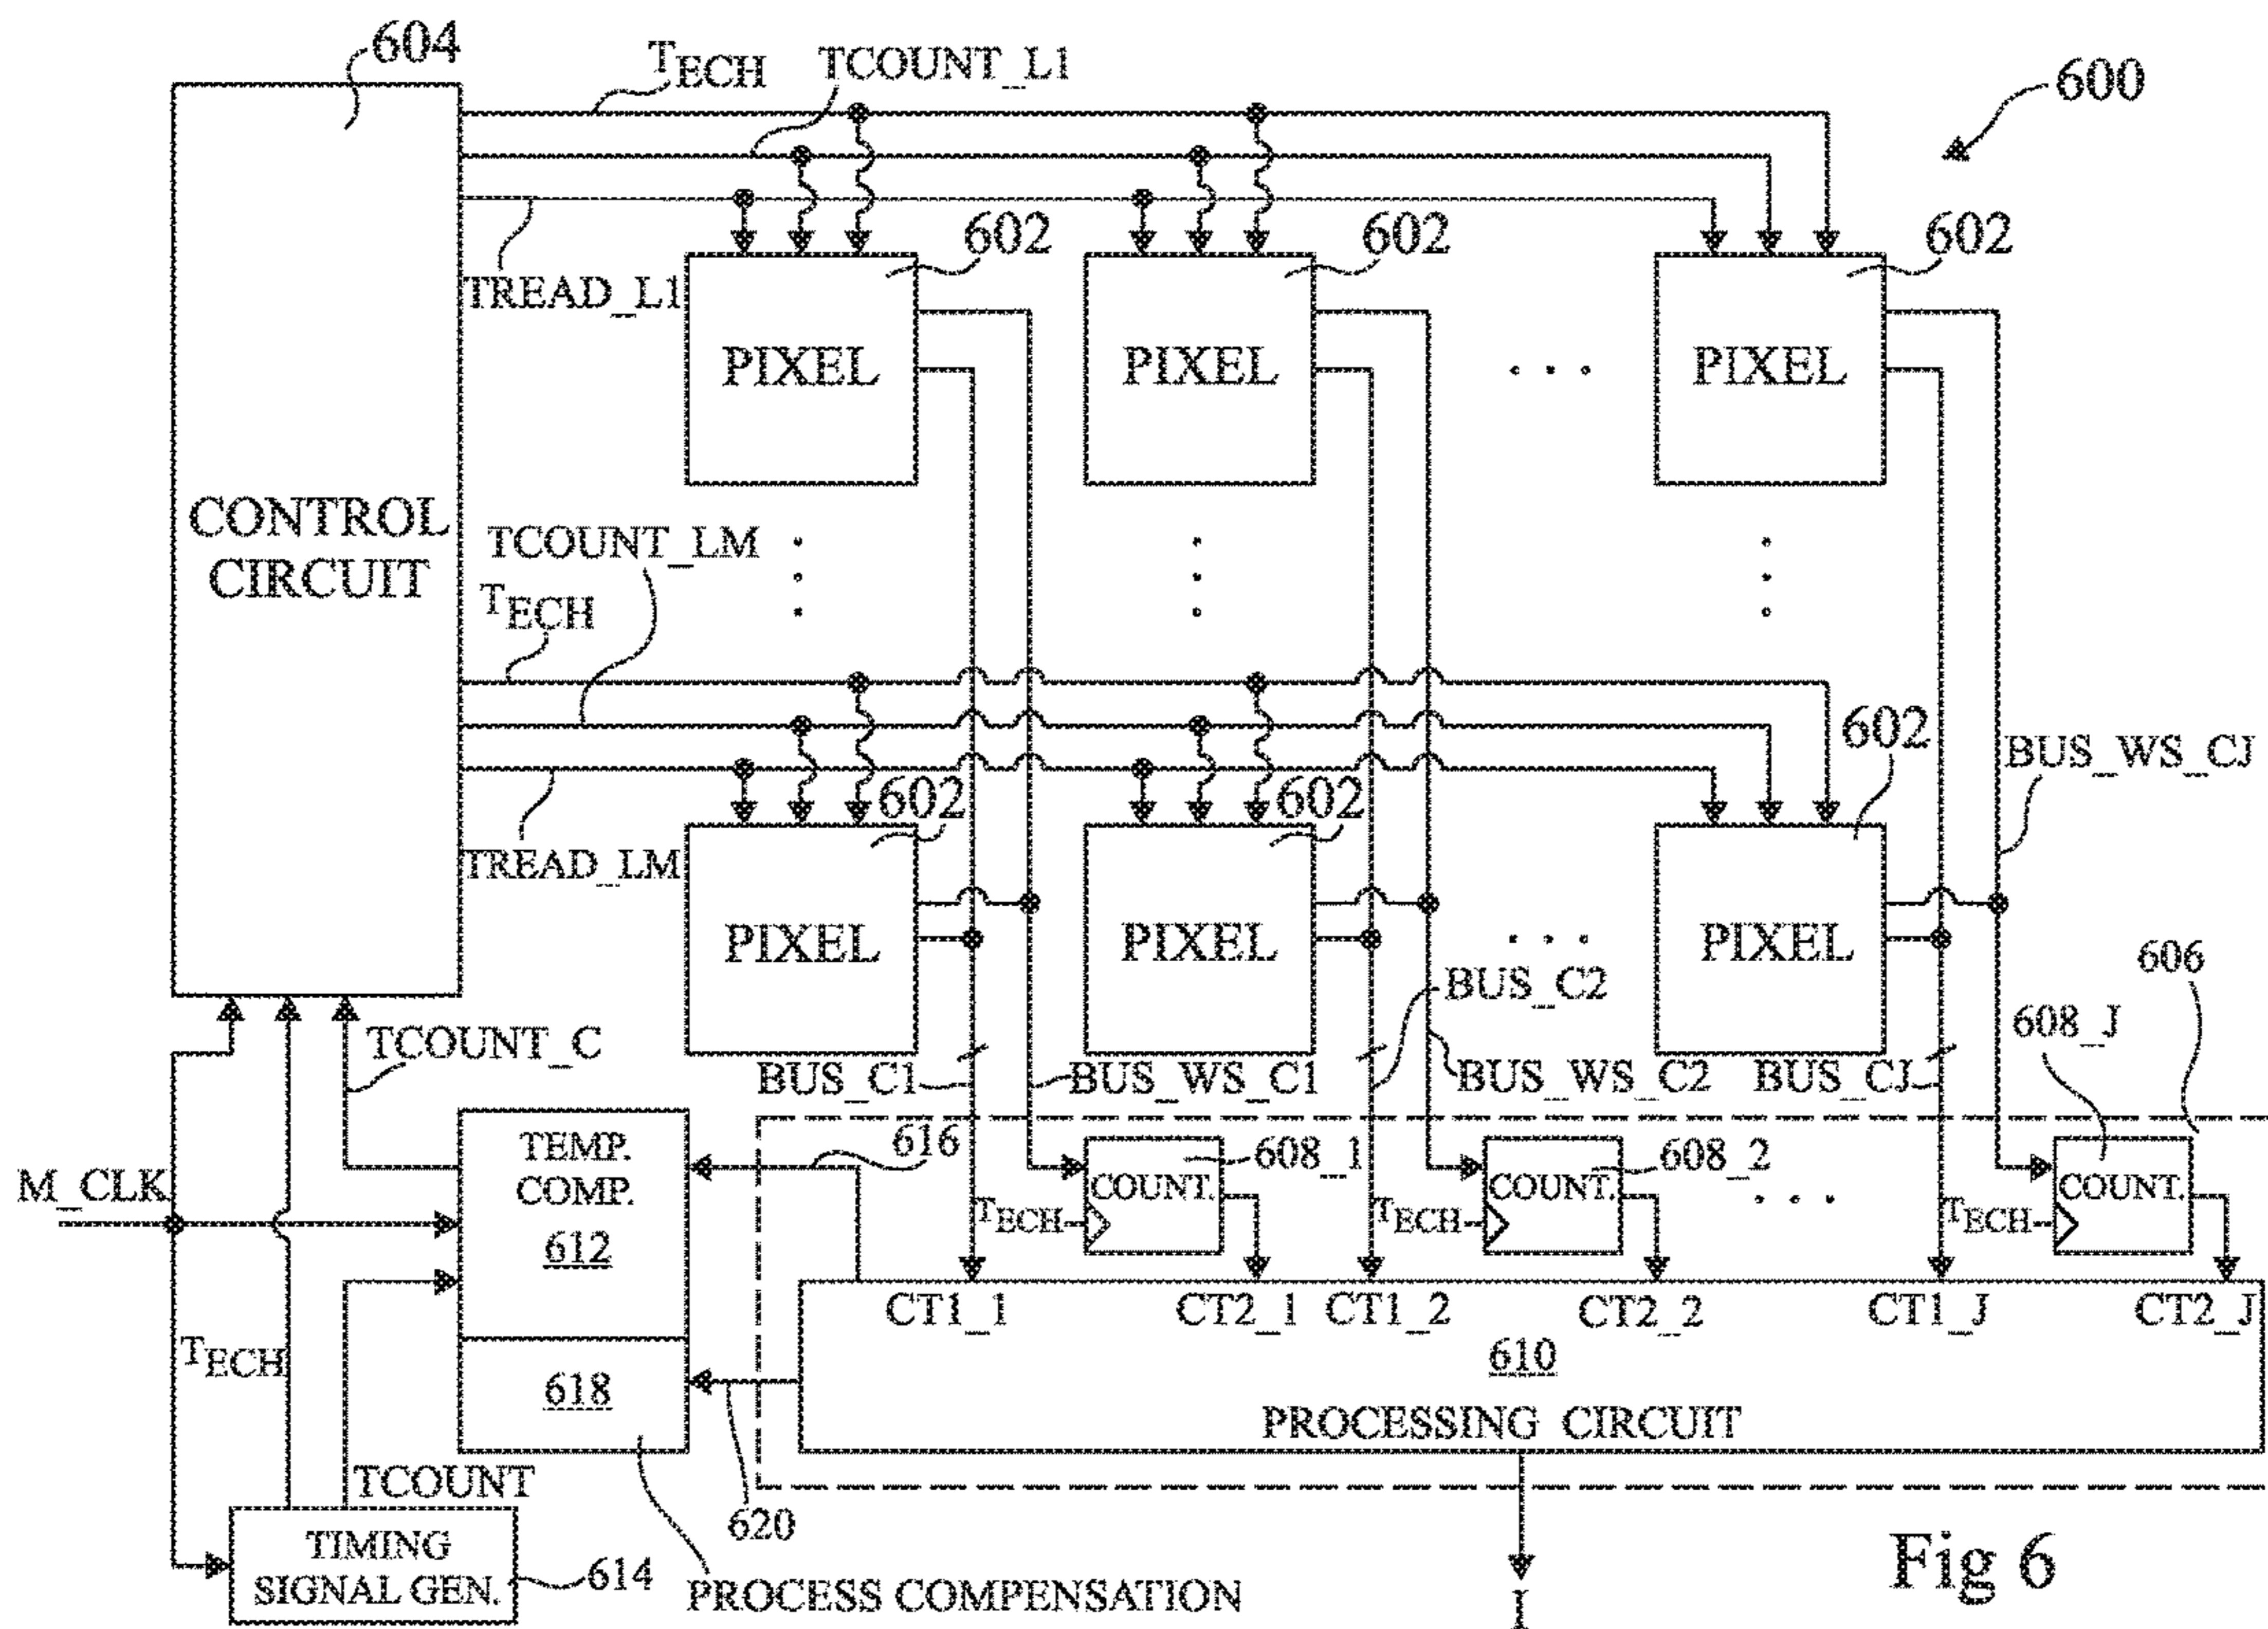 604
TECH
TCOUNT_L1
600
602
602
602
TREAD_L1
PIXEL
PIXEL
. . .
PIXEL
CONTROL
CIRCUIT
TCOUNT_LM
TECH
602
BUS_WS_CJ
602
602
TREAD_LM
PIXEL
PIXEL
. . .
PIXEL
606
BUS_C2
608_J
TCOUNT_C
BUS_C1
BUS_WS_C1
BUS_WS_C2
BUS_CJ
TEMP.
COMP.
612
616
608_1
608_2
M_CLK
COUNT.
COUNT.
. . .
COUNT.
TECH
TECH
TECH
CT1_1
CT2_1
CT1_2
CT2_2
CT1_J
CT2_J
TECH
610
618
PROCESSING CIRCUIT
TCOUNT
620
TIMING
SIGNAL GEN.
614
PROCESS COMPENSATION
I
Fig 6